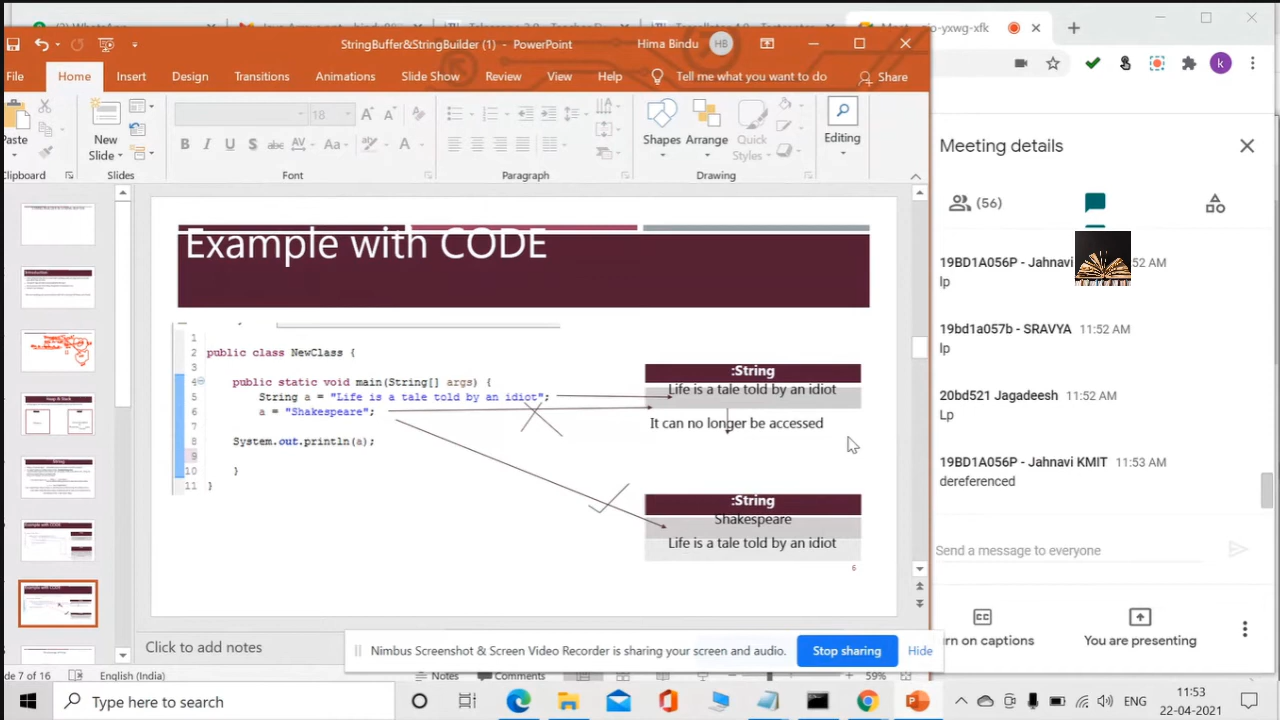 StringBuffer&StringBuilder (1) - PowerPoint
Hima Bindu
HB
File
Home
Insert
Design
Transitions
Animations
Slide Show
Review
View
Help
Tell me what you want to do
Share
Paste
Clipboard
New
Slide
Slides
18
Font
Paragraph
Shapes
Arrange
Quick
Styles
Drawing
Editing
Example with CODE
1
2 public class NewClass {
3
4 public static void main(String[] args) {
5 String a = "Life is a tale told by an idiot";
6 a = "Shakespeare";
7
8 System.out.println(a);
9
10 }
11 }
:String
Life is a tale told by an idiot
It can no longer be accessed
:String
Shakespeare
Life is a tale told by an idiot
6
Click to add notes
Nimbus Screenshot & Screen Video Recorder is sharing your screen and audio.
Stop sharing
Hide
de 7 of 16
English (India)
Notes
Comments
59%
-yxwg-xfk
k
Meeting details
(56)
19BD1A056P - Jahnavi
52 AM
lp
19bd1a057b - SRAVYA 11:52 AM
lp
20bd521 Jagadeesh 11:52 AM
Lp
19BD1A056P - Jahnavi KMIT 11:53 AM
dereferenced
Send a message to everyone
rn on captions
You are presenting
Type here to search
ENG
11:53
22-04-2021